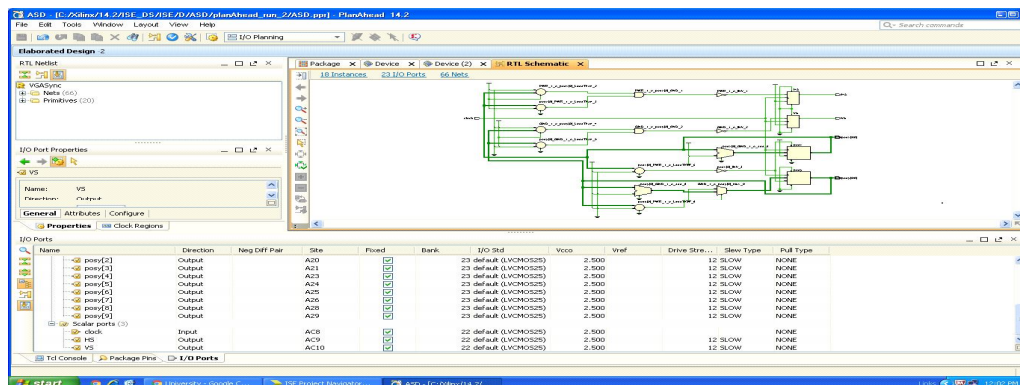 ASD - [C:/Xilinx/14.2/ISE_DS/ISE/D/ASD/planAhead_run_2/ASD.ppr] - PlanAhead 14.2
File Edit Tools Window Layout View Help
Search commands
I/O Planning
Elaborated Design -2
RTL Netlist
VGASync
Nets (66)
Primitives (20)
Package Device Device (2) RTL Schematic
18 Instances 23 I/O Ports 66 Nets
I/O Port Properties
VS
Name: VS
Direction: Output
General Attributes Configure
Properties Clock Regions
I/O Ports
Name Direction Neg Diff Pair Site Fixed Bank I/O Std Vcco Vref Drive Stre... Slew Type Pull Type
posy[2] Output A20 23 default (LVCMOS25) 2.500 12 SLOW NONE
posy[3] Output A21 23 default (LVCMOS25) 2.500 12 SLOW NONE
posy[4] Output A23 23 default (LVCMOS25) 2.500 12 SLOW NONE
posy[5] Output A24 23 default (LVCMOS25) 2.500 12 SLOW NONE
posy[6] Output A25 23 default (LVCMOS25) 2.500 12 SLOW NONE
posy[7] Output A26 23 default (LVCMOS25) 2.500 12 SLOW NONE
posy[8] Output A28 23 default (LVCMOS25) 2.500 12 SLOW NONE
posy[9] Output A29 23 default (LVCMOS25) 2.500 12 SLOW NONE
Scalar ports (3)
clock Input AC8 22 default (LVCMOS25) 2.500 NONE
HS Output AC9 22 default (LVCMOS25) 2.500 12 SLOW NONE
VS Output AC10 22 default (LVCMOS25) 2.500 12 SLOW NONE
Tcl Console Package Pins I/O Ports
start University - Google C... ISE Project Navigator ... ASD - [C:/Xilinx/14.2/... Links 12:02 PM